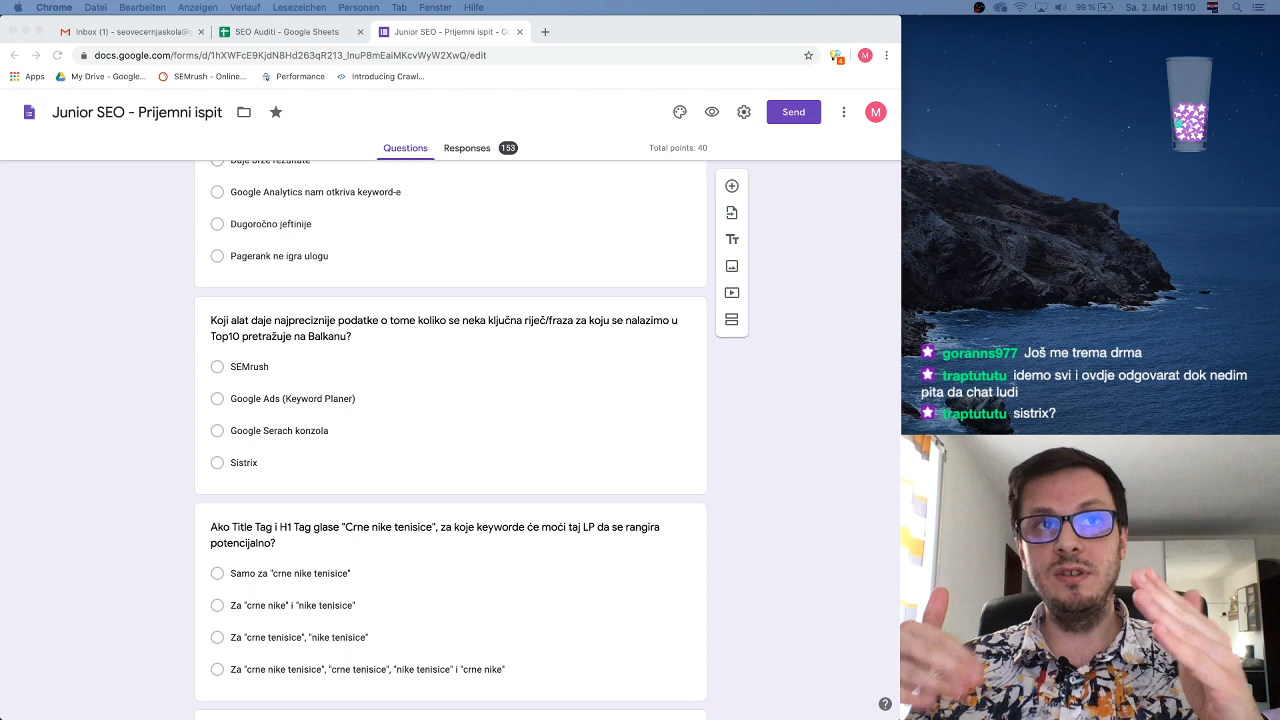 Chrome Datei Bearbeiten Anzeigen Verlauf Lesezeichen Personen Tab Fenster Hilfe 99 % Sa. 2. Mai 19:10
Inbox (1) - seovecernjaskola@g SEO Auditi - Google Sheets Junior SEO - Prijemni ispit - Go
docs.google.com/forms/d/1hXWFcE9KjdN8Hd263qR213_lnuP8mEaiMKcvWyW2XwQ/edit
4
M
Apps My Drive - Google... SEMrush - Online... Performance Introducing Crawl...
Junior SEO - Prijemni ispit
Send
M
Questions Responses 153 Total points: 40
Daje brze rezultate
Google Analytics nam otkriva keyword-e
Dugoročno jeftinije
Pagerank ne igra ulogu
Koji alat daje najpreciznije podatke o tome koliko se neka ključna riječ/fraza za koju se nalazimo u
Top10 pretražuje na Balkanu?
SEMrush
Google Ads (Keyword Planer)
Google Serach konzola
Sistrix
Ako Title Tag i H1 Tag glase "Crne nike tenisice", za koje keyworde će moći taj LP da se rangira
potencijalno?
Samo za "crne nike tenisice"
Za "crne nike" i "nike tenisice"
Za "crne tenisice", "nike tenisice"
Za "crne nike tenisice", "crne tenisice", "nike tenisice" i "crne nike"
Tt
goranns977 Još me trema drma
traptututu idemo svi i ovdje odgovarat dok nedim
pita da chat ludi
traptututu sistrix?